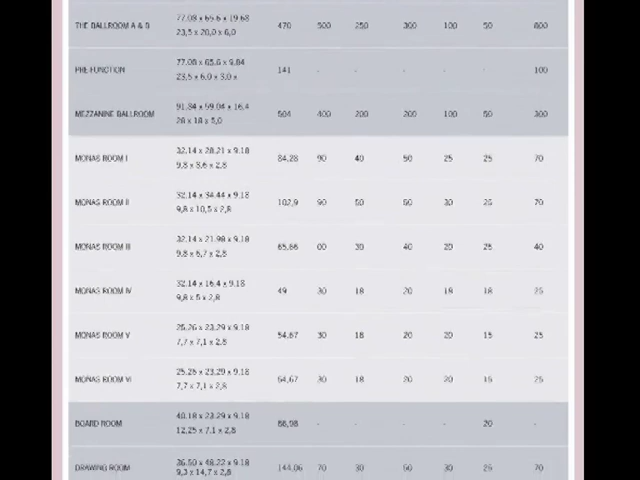 THE BALLROOM A & B 77.08 x 65.6 x 19.68 470 500 250 300 100 50 600
23,5 x 20,0 x 6,0
PRE-FUNCTION 77.08 x 65.6 x 9.84 141 - - - - - 100
23,5 x 6.0 x 3,0 x
MEZZANINE BALLROOM 91.84 x 59.04 x 16.4 504 400 200 200 100 50 300
28 x 18 x 5,0
MONAS ROOM I 32.14 x 28.21 x 9.18 84,28 90 40 50 25 25 70
9,8 x 8,6 x 2,8
MONAS ROOM II 32.14 x 34.44 x 9.18 102,9 90 50 60 30 25 70
9,8 x 10,5 x 2,8
MONAS ROOM III 32.14 x 21.98 x 9.18 65,66 60 30 40 20 25 40
9,8 x 6,7 x 2,8
MONAS ROOM IV 32.14 x 16.4 x 9.18 49 30 18 20 18 18 25
9,8 x 5 x 2,8
MONAS ROOM V 25.26 x 23.29 x 9.18 54,67 30 18 20 20 15 25
7,7 x 7,1 x 2,8
MONAS ROOM VI 25.26 x 23.29 x 9.18 54,67 30 18 20 20 15 25
7,7 x 7,1 x 2,8
BOARD ROOM 40.18 x 23.29 x 9.18 86,98 - - - - 20 -
12,25 x 7.1 x 2,8
DRAWING ROOM 36.50 x 48.22 x 9.18 144,06 70 30 60 30 25 70
9,3 x 14,7 x 2,8